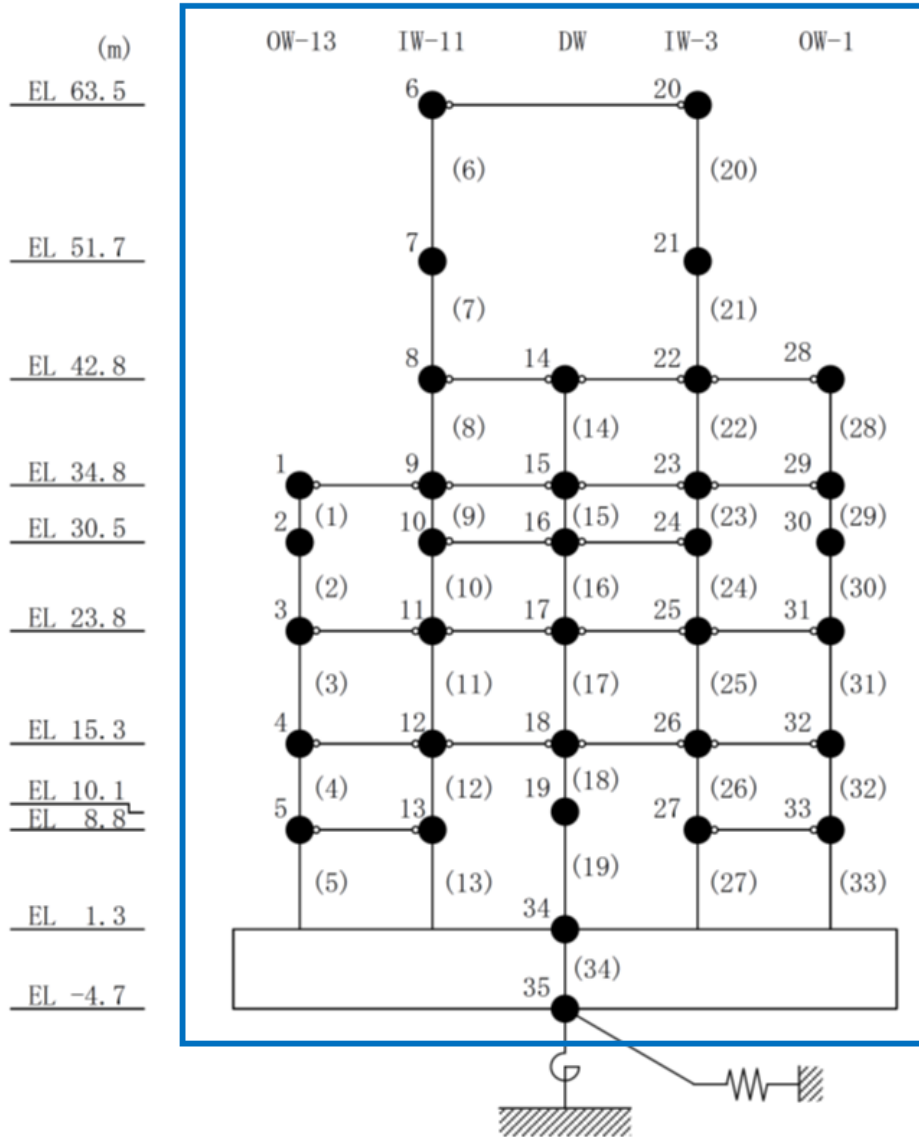 (m) OW-13 IW-11 DW IW-3 OW-1
EL 63.5 6 20
(6) (20)
EL 51.7 7 21
(7) (21)
EL 42.8 8 14 22 28
(8) (14) (22) (28)
EL 34.8 1 9 15 23 29
(1) (9) (15) (23) (29)
EL 30.5 2 10 16 24 30
(2) (10) (16) (24) (30)
EL 23.8 3 11 17 25 31
(3) (11) (17) (25) (31)
EL 15.3 4 12 18 26 32
(4) (12) (18) (26) (32)
EL 10.1 19
EL 8.8 5 13 27 33
(5) (13) (19) (27) (33)
EL 1.3 34
(34)
EL -4.7 35